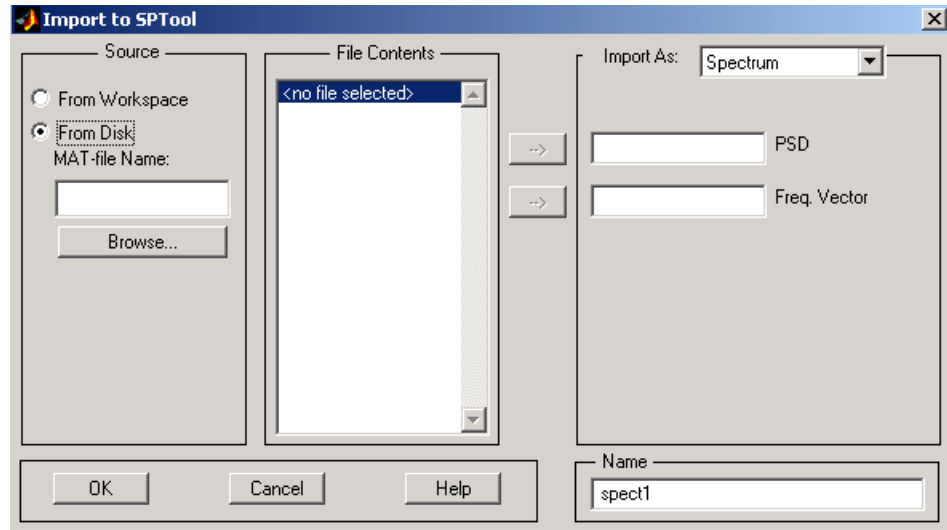 Import to SPTool
Source
From Workspace
From Disk
MAT-file Name:
Browse...
File Contents
<no file selected>
-->
-->
Import As:
Spectrum
PSD
Freq. Vector
OK
Cancel
Help
Name
spect1